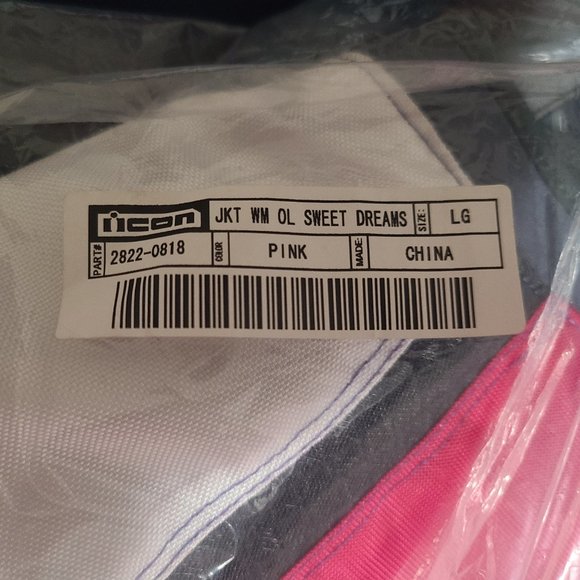 icon JKT WM OL SWEET DREAMS SIZE: LG
PART# 2822-0818 COLOR PINK MADE: CHINA